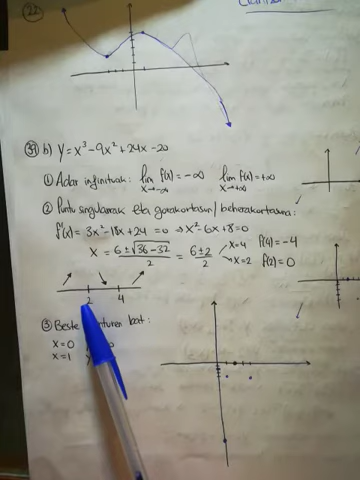 22
39 b) y = x³ - 9x² + 24x - 20
① Adar infinituak: lim f(x) = -∞ lim f(x) = +∞
x→-∞ x→+∞
② Puntu singularrak eta gorakortasun/beherakortasuna:
f'(x) = 3x² - 18x + 24 = 0 → x² - 6x + 8 = 0
x = 6 ± √36 - 32 / 2 = 6 ± 2 / 2 x=4 f(4) = -4
x=2 f(2) = 0
2 4
③ Beste bat:
x=0
x=1